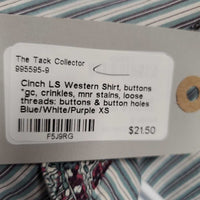 The Tack Collector
995595-9
Cinch LS Western Shirt, buttons
*gc, crinkles, mnr stains, loose
threads: buttons & button holes
Blue/White/Purple XS
F5J9RG
$21.50